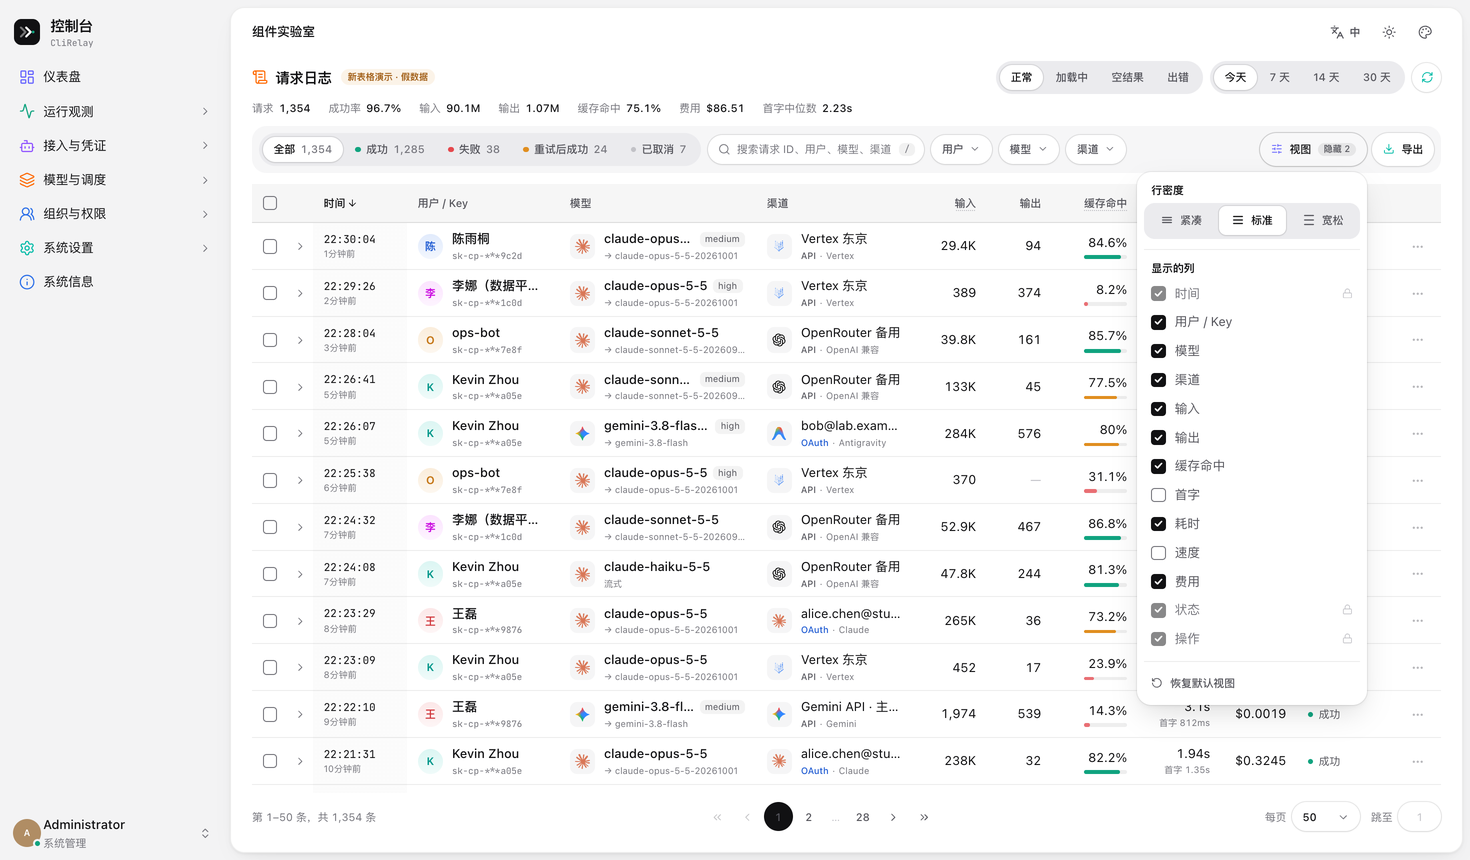 控制台
CliRelay
仪表盘
运行观测
接入与凭证
模型与调度
组织与权限
系统设置
系统信息
A
Administrator
系统管理
组件实验室
中
请求日志
新表格演示 · 假数据
正常 加载中 空结果 出错
今天 7 天 14 天 30 天
请求 1,354 成功率 96.7% 输入 90.1M 输出 1.07M 缓存命中 75.1% 费用 $86.51 首字中位数 2.23s
全部 1,354 成功 1,285 失败 38 重试后成功 24 已取消 7
搜索请求 ID、用户、模型、渠道 /
用户 模型 渠道
视图 隐藏 2
导出
时间 ↓ 用户 / Key 模型 渠道 输入 输出 缓存命中
22:30:04 陈 陈雨桐 claude-opus... medium Vertex 东京 29.4K 94 84.6%
1分钟前 sk-cp-***9c2d → claude-opus-5-5-20261001 API · Vertex
22:29:26 李 李娜（数据平... claude-opus-5-5 high Vertex 东京 389 374 8.2%
2分钟前 sk-cp-***1c0d → claude-opus-5-5-20261001 API · Vertex
22:28:04 O ops-bot claude-sonnet-5-5 OpenRouter 备用 39.8K 161 85.7%
3分钟前 sk-cp-***7e8f → claude-sonnet-5-5-202609... API · OpenAI 兼容
22:26:41 K Kevin Zhou claude-sonn... medium OpenRouter 备用 133K 45 77.5%
5分钟前 sk-cp-***a05e → claude-sonnet-5-5-202609... API · OpenAI 兼容
22:26:07 K Kevin Zhou gemini-3.8-flas... high bob@lab.exam... 284K 576 80%
5分钟前 sk-cp-***a05e → gemini-3.8-flash OAuth · Antigravity
22:25:38 O ops-bot claude-opus-5-5 high Vertex 东京 370 — 31.1%
6分钟前 sk-cp-***7e8f → claude-opus-5-5-20261001 API · Vertex
22:24:32 李 李娜（数据平... claude-sonnet-5-5 OpenRouter 备用 52.9K 467 86.8%
7分钟前 sk-cp-***1c0d → claude-sonnet-5-5-202609... API · OpenAI 兼容
22:24:08 K Kevin Zhou claude-haiku-5-5 OpenRouter 备用 47.8K 244 81.3%
7分钟前 sk-cp-***a05e 流式 API · OpenAI 兼容
22:23:29 王 王磊 claude-opus-5-5 alice.chen@stu... 265K 36 73.2%
8分钟前 sk-cp-***9876 → claude-opus-5-5-20261001 OAuth · Claude
22:23:09 K Kevin Zhou claude-opus-5-5 Vertex 东京 452 17 23.9%
8分钟前 sk-cp-***a05e → claude-opus-5-5-20261001 API · Vertex
22:22:10 王 王磊 gemini-3.8-fl... medium Gemini API · 主... 1,974 539 14.3% 3.1s $0.0019 成功
9分钟前 sk-cp-***9876 → gemini-3.8-flash API · Gemini 首字 812ms
22:21:31 K Kevin Zhou claude-opus-5-5 alice.chen@stu... 238K 32 82.2% 1.94s $0.3245 成功
10分钟前 sk-cp-***a05e → claude-opus-5-5-20261001 OAuth · Claude 首字 1.35s
行密度
紧凑 标准 宽松
显示的列
时间
用户 / Key
模型
渠道
输入
输出
缓存命中
首字
耗时
速度
费用
状态
操作
恢复默认视图
第 1–50 条，共 1,354 条
« ‹ 1 2 ... 28 › »
每页 50 跳至 1